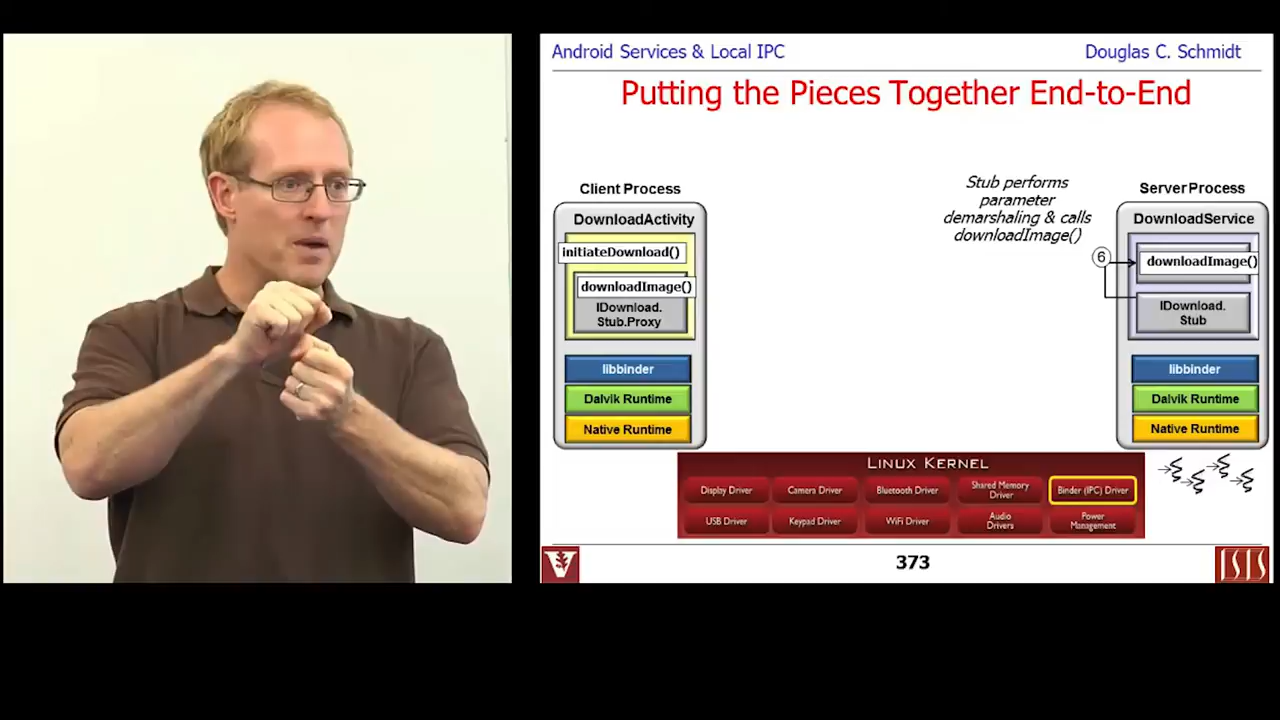 Android Services & Local IPC
Douglas C. Schmidt
Putting the Pieces Together End-to-End
Client Process
DownloadActivity
initiateDownload()
downloadImage()
IDownload.
Stub.Proxy
libbinder
Dalvik Runtime
Native Runtime
Stub performs
parameter
demarshaling & calls
downloadImage()
6
Server Process
DownloadService
downloadImage()
IDownload.
Stub
libbinder
Dalvik Runtime
Native Runtime
LINUX KERNEL
Display Driver
Camera Driver
Bluetooth Driver
Shared Memory
Driver
Binder (IPC) Driver
USB Driver
Keypad Driver
WiFi Driver
Audio
Drivers
Power
Management
V
373
ISIS